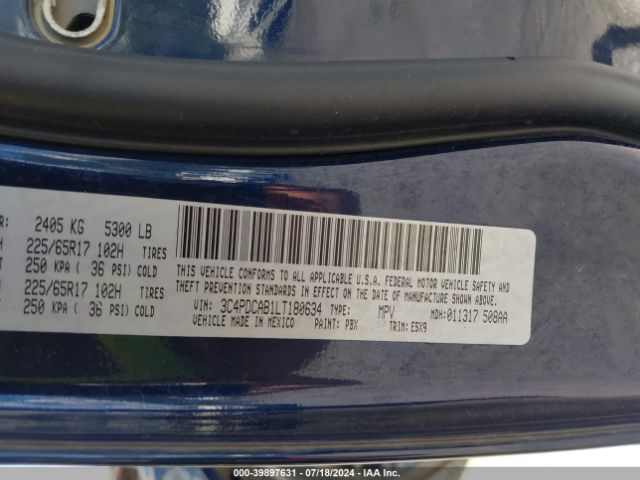 R: 2405 KG 5300 LB
225/65R17 102H TIRES
250 KPA ( 36 PSI) COLD
225/65R17 102H TIRES
250 KPA ( 36 PSI) COLD
THIS VEHICLE CONFORMS TO ALL APPLICABLE U.S.A. FEDERAL MOTOR VEHICLE SAFETY AND
THEFT PREVENTION STANDARDS IN EFFECT ON THE DATE OF MANUFACTURE SHOWN ABOVE.
VIN: 3C4PDCAB1LT180634 TYPE: MPV MDH:011317 508AA
VEHICLE MADE IN MEXICO PAINT: PBX TRIM: E5X9
000-39897631 - 07/18/2024 - IAA Inc.